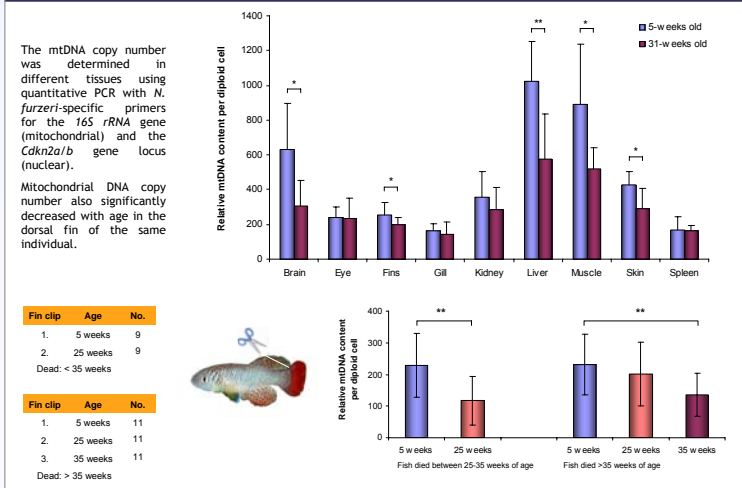 The mtDNA copy number
was determined in
different tissues using
quantitative PCR with N.
furzeri-specific primers
for the 16S rRNA gene
(mitochondrial) and the
Cdkn2a/b gene locus
(nuclear).
Mitochondrial DNA copy
number also significantly
decreased with age in the
dorsal fin of the same
individual.
Relative mtDNA content per diploid cell
1400
1200
1000
800
600
400
200
0
5-weeks old
31-weeks old
* * ** * *
Brain Eye Fins Gill Kidney Liver Muscle Skin Spleen
Fin clip Age No.
1. 5 weeks 9
2. 25 weeks 9
Dead: < 35 weeks
Fin clip Age No.
1. 5 weeks 11
2. 25 weeks 11
3. 35 weeks 11
Dead: > 35 weeks
Relative mtDNA content
per diploid cell
400
300
200
100
0
** **
5 weeks 25 weeks 5 weeks 25 weeks 35 weeks
Fish died between 25-35 weeks of age Fish died >35 weeks of age